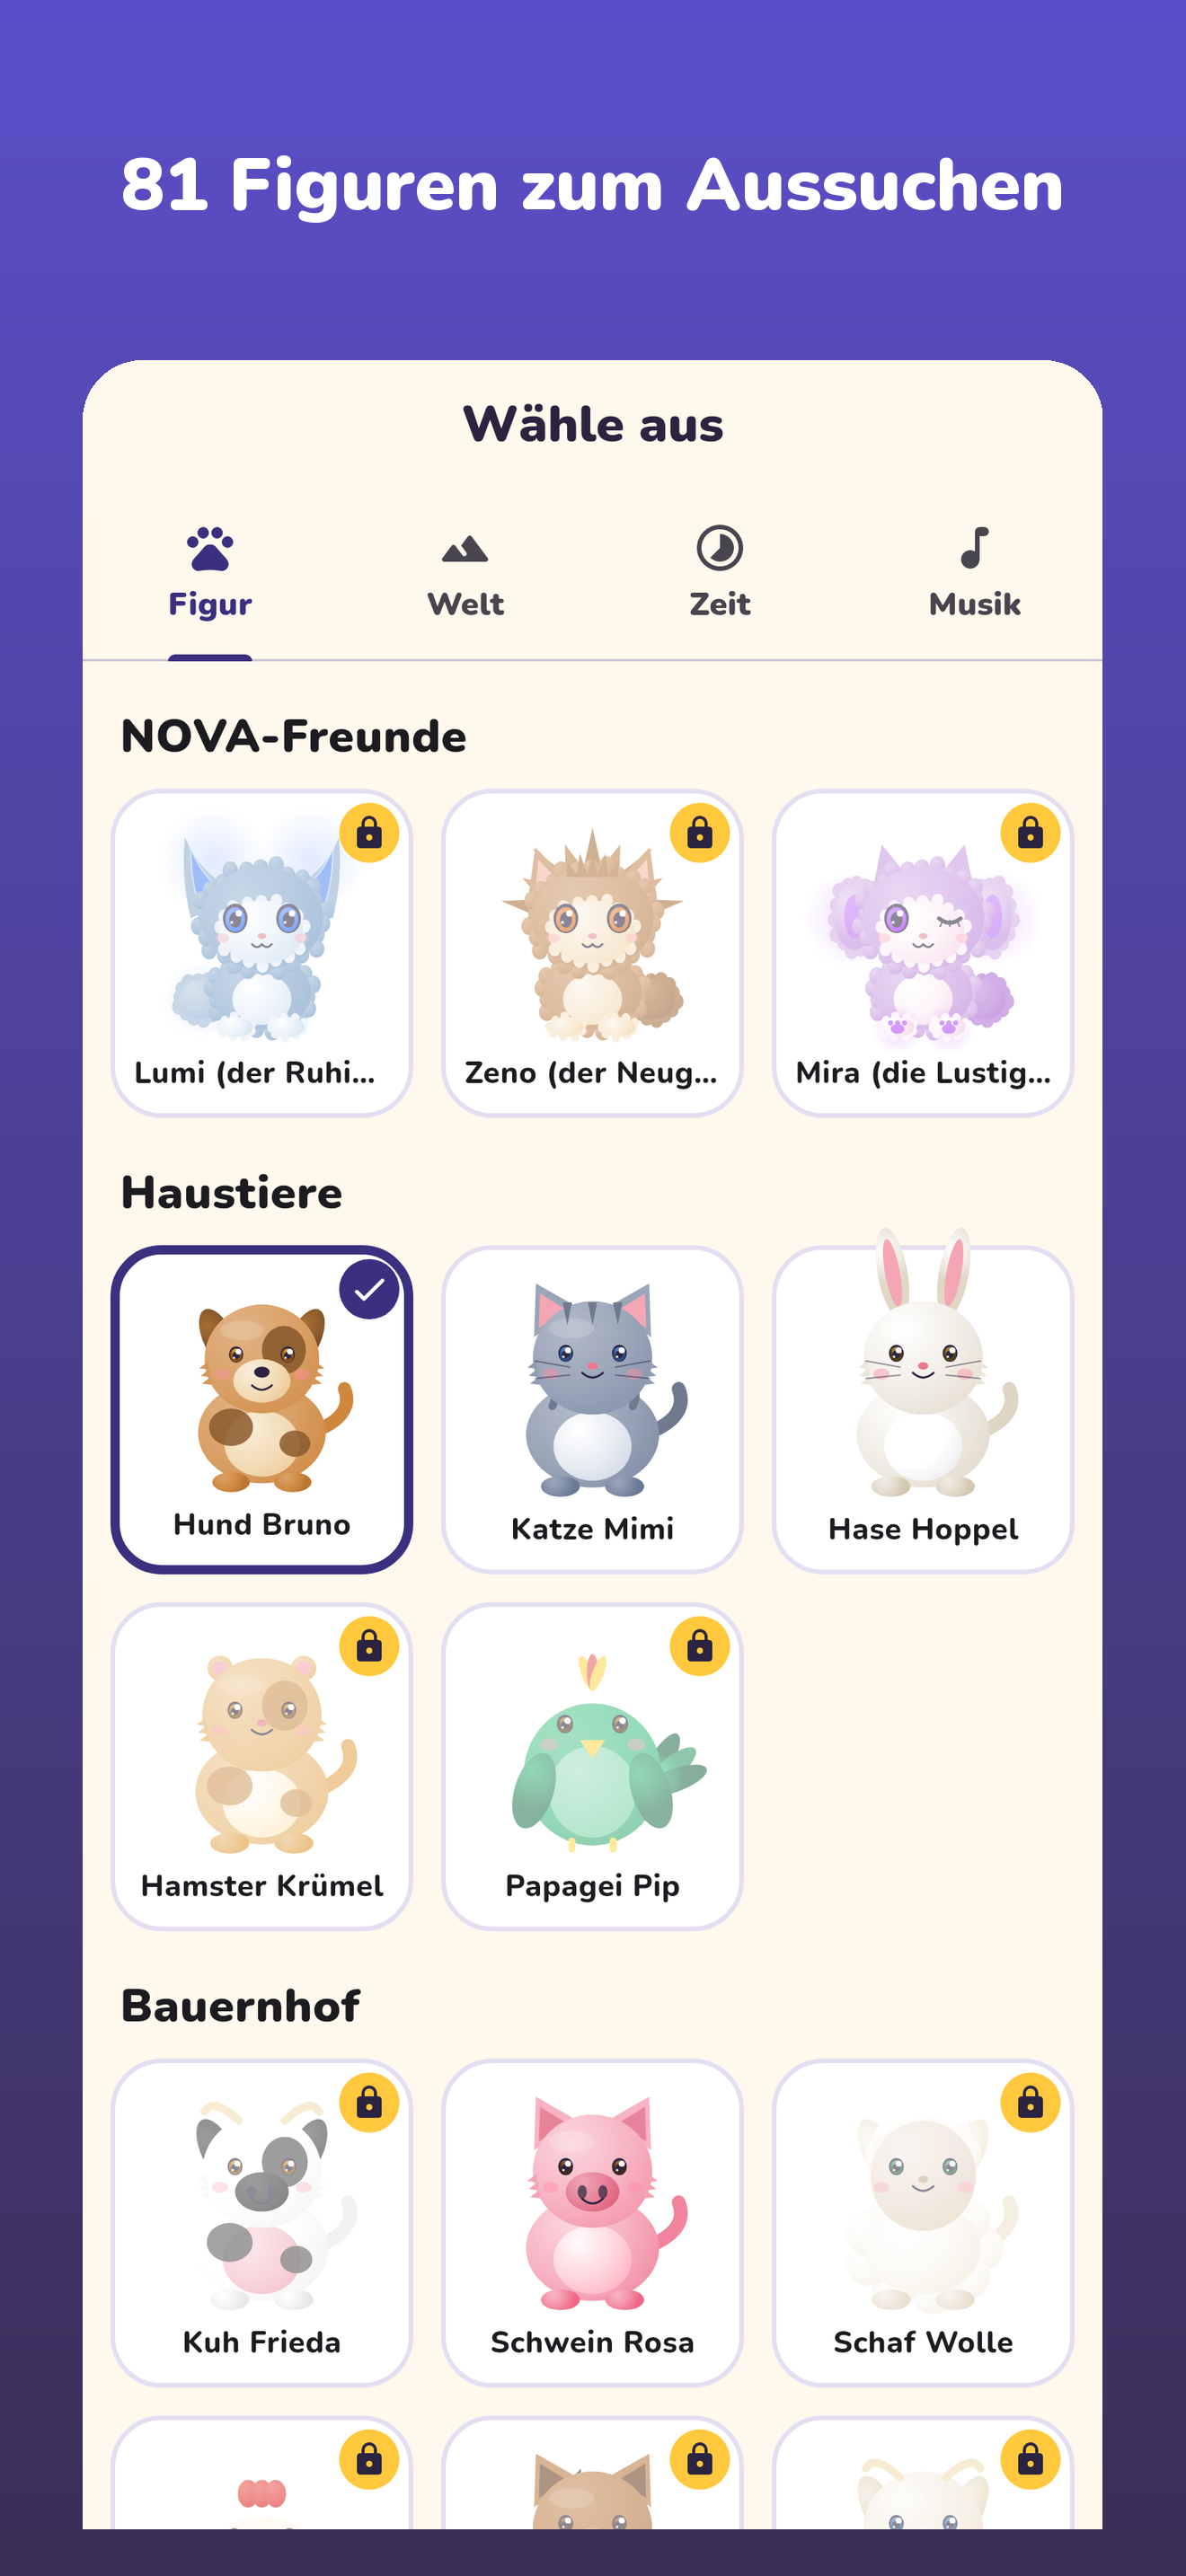 81 Figuren zum Aussuchen
Wähle aus
Figur
Welt
Zeit
Musik
NOVA-Freunde
Lumi (der Ruhi...
Zeno (der Neug...
Mira (die Lustig...
Haustiere
Hund Bruno
Katze Mimi
Hase Hoppel
Hamster Krümel
Papagei Pip
Bauernhof
Kuh Frieda
Schwein Rosa
Schaf Wolle